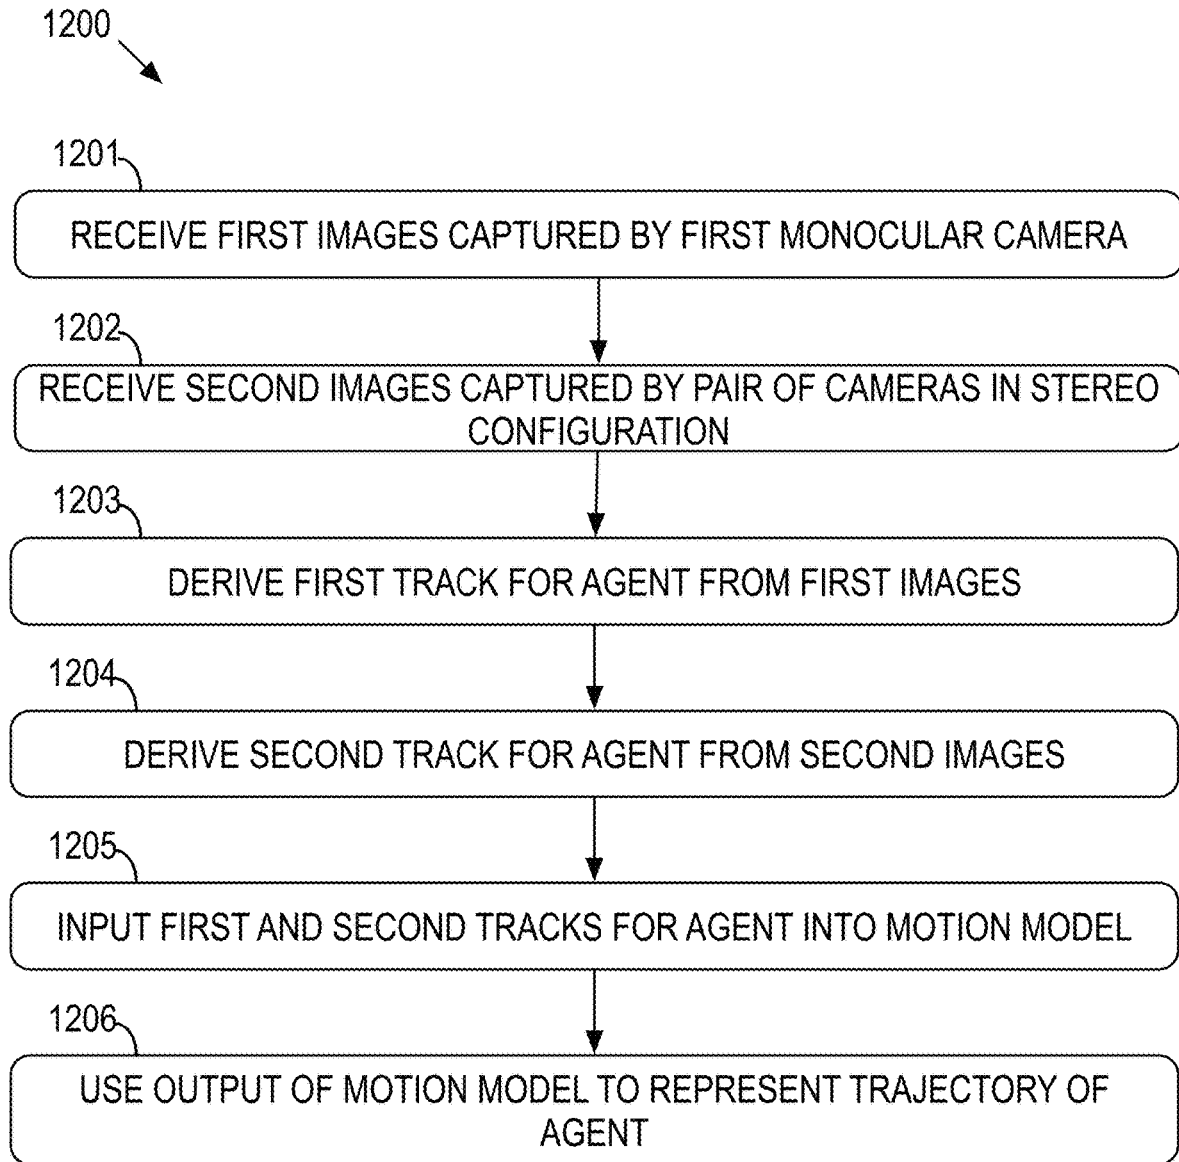 1200
1201
RECEIVE FIRST IMAGES CAPTURED BY FIRST MONOCULAR CAMERA
1202
RECEIVE SECOND IMAGES CAPTURED BY PAIR OF CAMERAS IN STEREO
CONFIGURATION
1203
DERIVE FIRST TRACK FOR AGENT FROM FIRST IMAGES
1204
DERIVE SECOND TRACK FOR AGENT FROM SECOND IMAGES
1205
INPUT FIRST AND SECOND TRACKS FOR AGENT INTO MOTION MODEL
1206
USE OUTPUT OF MOTION MODEL TO REPRESENT TRAJECTORY OF
AGENT